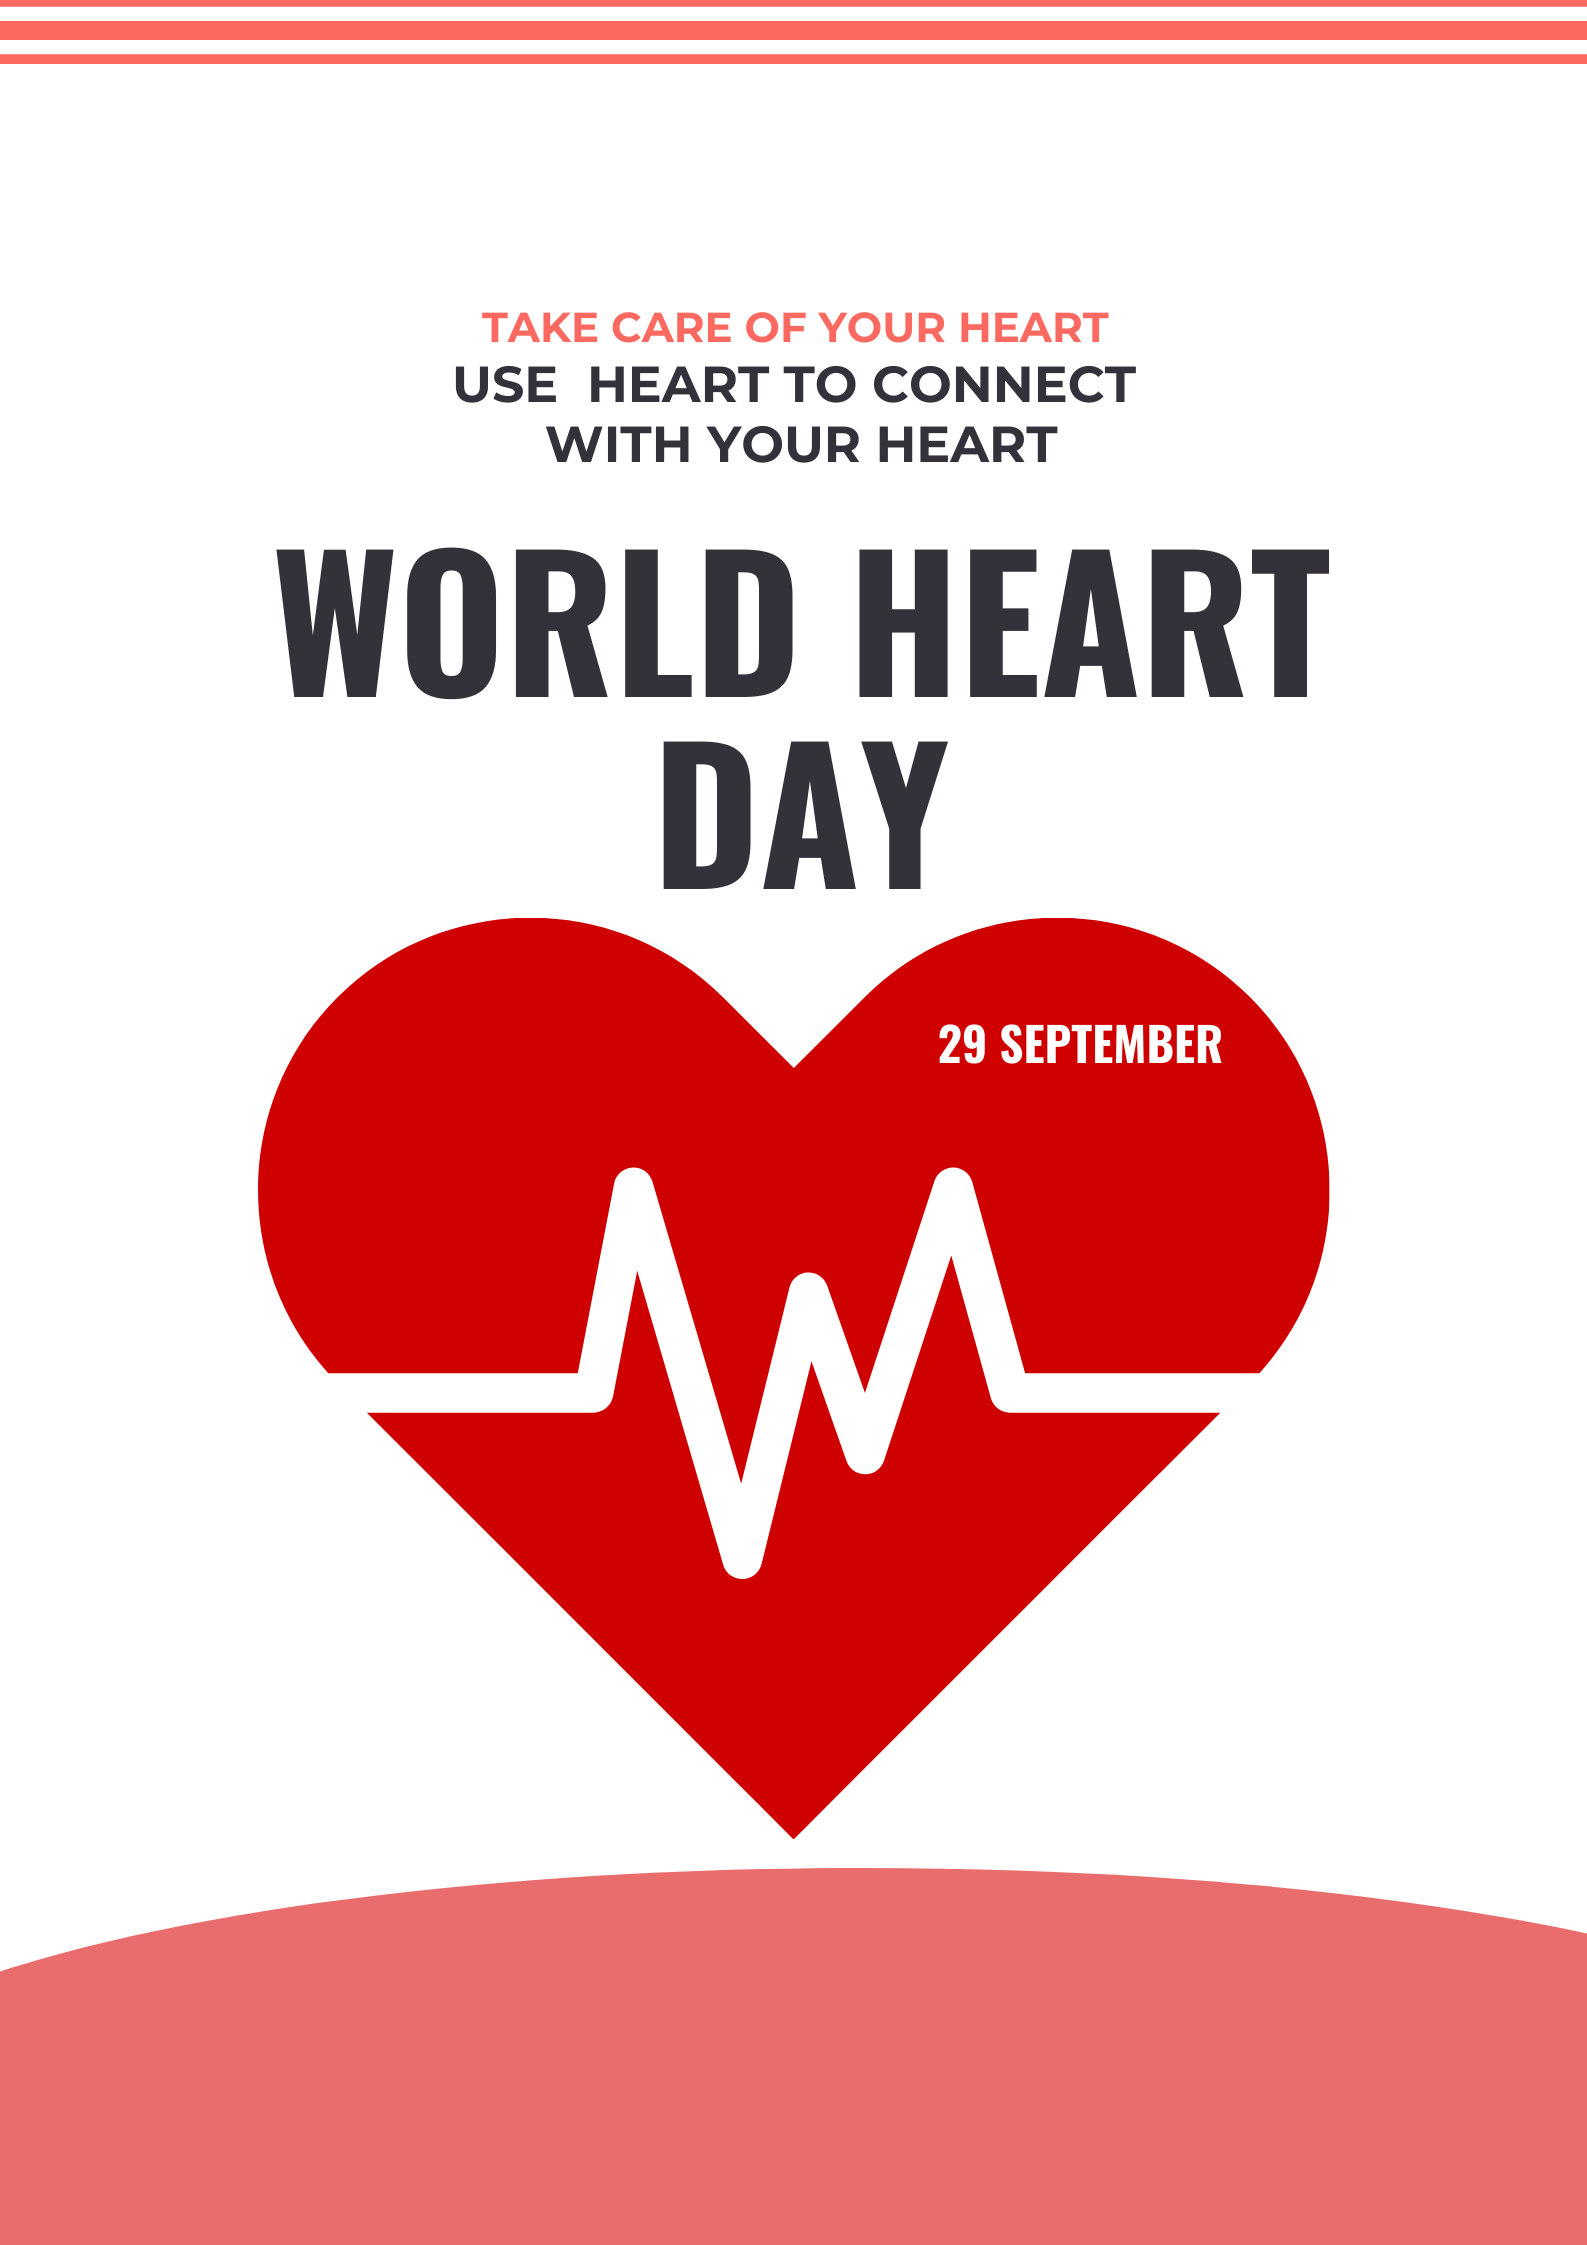 TAKE CARE OF YOUR HEART
USE  HEART TO CONNECT
WITH YOUR HEART
WORLD HEART
DAY
29 SEPTEMBER